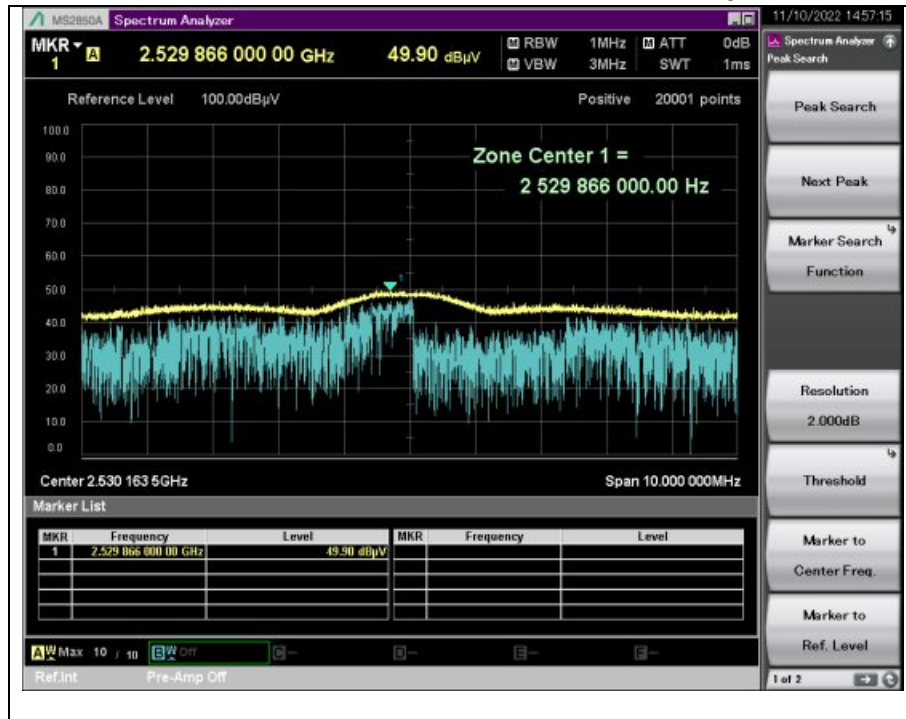 MS2850A Spectrum Analyzer
11/10/2022 14:57:15
MKR 1 A 2.529 866 000 00 GHz 49.90 dBµV
RBW 1MHz ATT 0dB
VBW 3MHz SWT 1ms
Reference Level 100.00dBµV Positive 20001 points
Zone Center 1 =
2 529 866 000.00 Hz
100.0
90.0
80.0
70.0
60.0
50.0
40.0
30.0
20.0
10.0
0.0
1
Center 2.530 163 5GHz Span 10.000 000MHz
Marker List
MKR Frequency Level MKR Frequency Level
1 2.529 866 000 00 GHz 49.90 dBµV
A W Max 10 / 10 B W Off C – D – E – F –
Ref.Int Pre-Amp Off
Spectrum Analyzer
Peak Search
Peak Search
Next Peak
Marker Search
Function
Resolution
2.000dB
Threshold
Marker to
Center Freq.
Marker to
Ref. Level
1 of 2